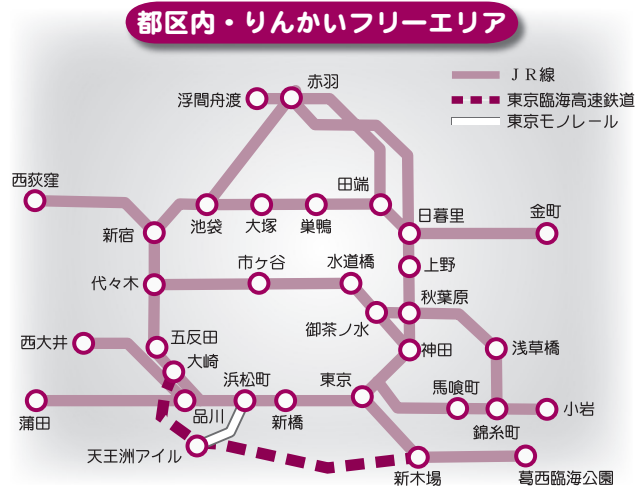 都区内・りんかいフリーエリア
JR線
東京臨海高速鉄道
東京モノレール
赤羽
浮間舟渡
西荻窪
田端
池袋
大塚
巣鴨
日暮里
金町
新宿
上野
市ヶ谷
水道橋
代々木
秋葉原
御茶ノ水
西大井
五反田
神田
浅草橋
大崎
浜松町
東京
馬喰町
蒲田
品川
新橋
錦糸町
小岩
天王洲アイル
新木場
葛西臨海公園